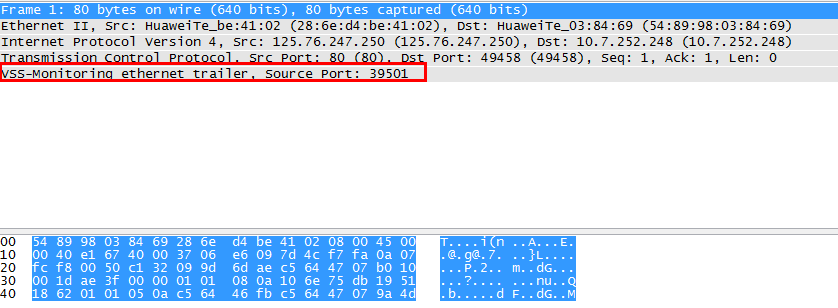 Frame 1: 80 bytes on wire (640 bits), 80 bytes captured (640 bits)
Ethernet II, Src: HuaweiTe_be:41:02 (28:6e:d4:be:41:02), Dst: HuaweiTe_03:84:69 (54:89:98:03:84:69)
Internet Protocol Version 4, Src: 125.76.247.250 (125.76.247.250), Dst: 10.7.252.248 (10.7.252.248)
Transmission Control Protocol, Src Port: 80 (80), Dst Port: 49458 (49458), Seq: 1, Ack: 1, Len: 0
VSS-Monitoring ethernet trailer, Source Port: 39501
00 54 89 98 03 84 69 28 6e d4 be 41 02 08 00 45 00 T....i(n ..A...E.
10 00 40 e1 67 40 00 37 06 e6 09 7d 4c f7 fa 0a 07 .@.g@.7. ..}L....
20 fc f8 00 50 c1 32 09 9d 6d ae c5 64 47 07 b0 10 ...P.2.. m..dG...
30 00 1d ae 3f 00 00 01 01 08 0a 10 6e 75 db 19 51 ...?.... ...nu..Q
40 18 62 01 01 05 0a c5 64 46 fb c5 64 47 07 9a 4d .b.....d F..dG..M